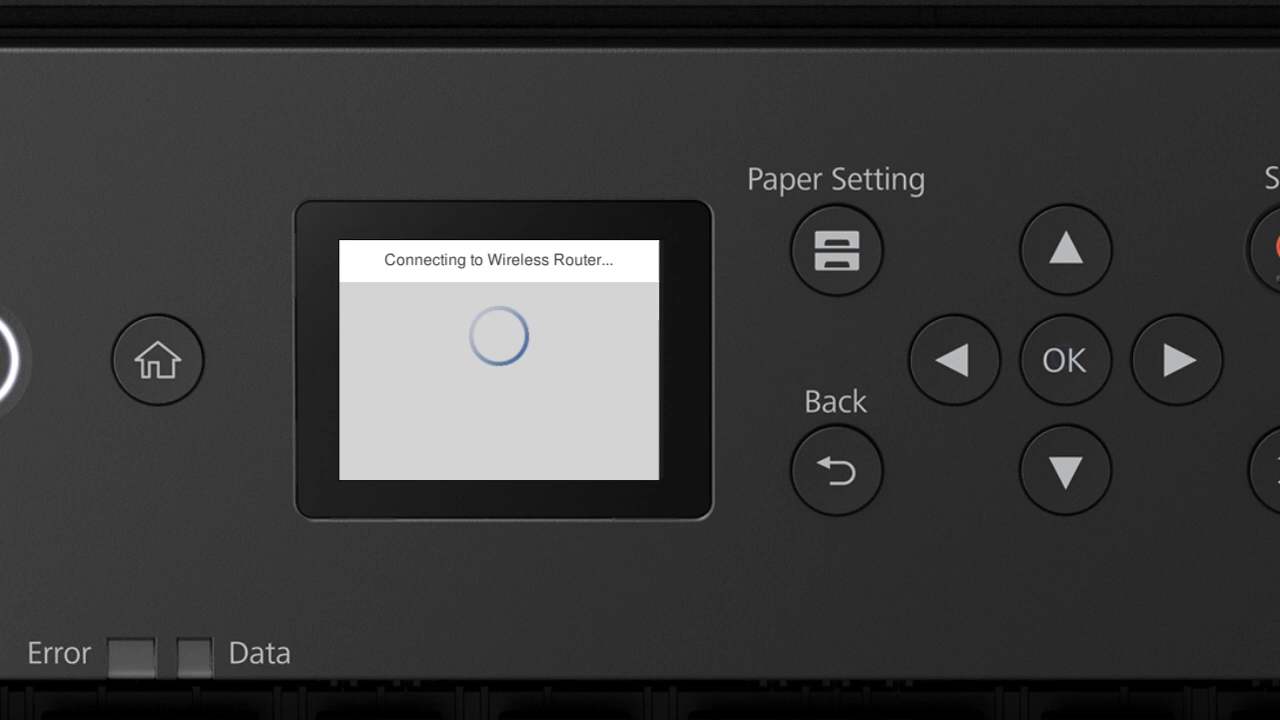 Paper Setting
Connecting to Wireless Router...
OK
Back
Error
Data